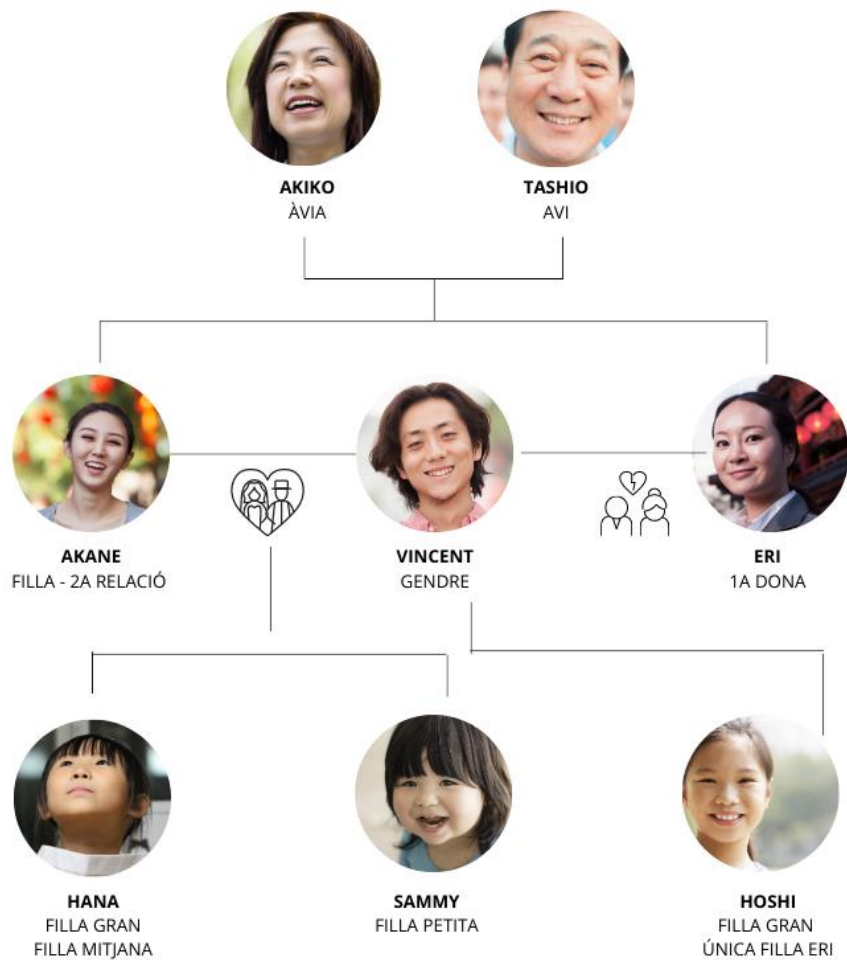 AKIKO
ÀVIA
TASHIO
AVI
AKANE
FILLA - 2A RELACIÓ
VINCENT
GENDRE
ERI
1A DONA
HANA
FILLA GRAN
FILLA MITJANA
SAMMY
FILLA PETITA
HOSHI
FILLA GRAN
ÚNICA FILLA ERI